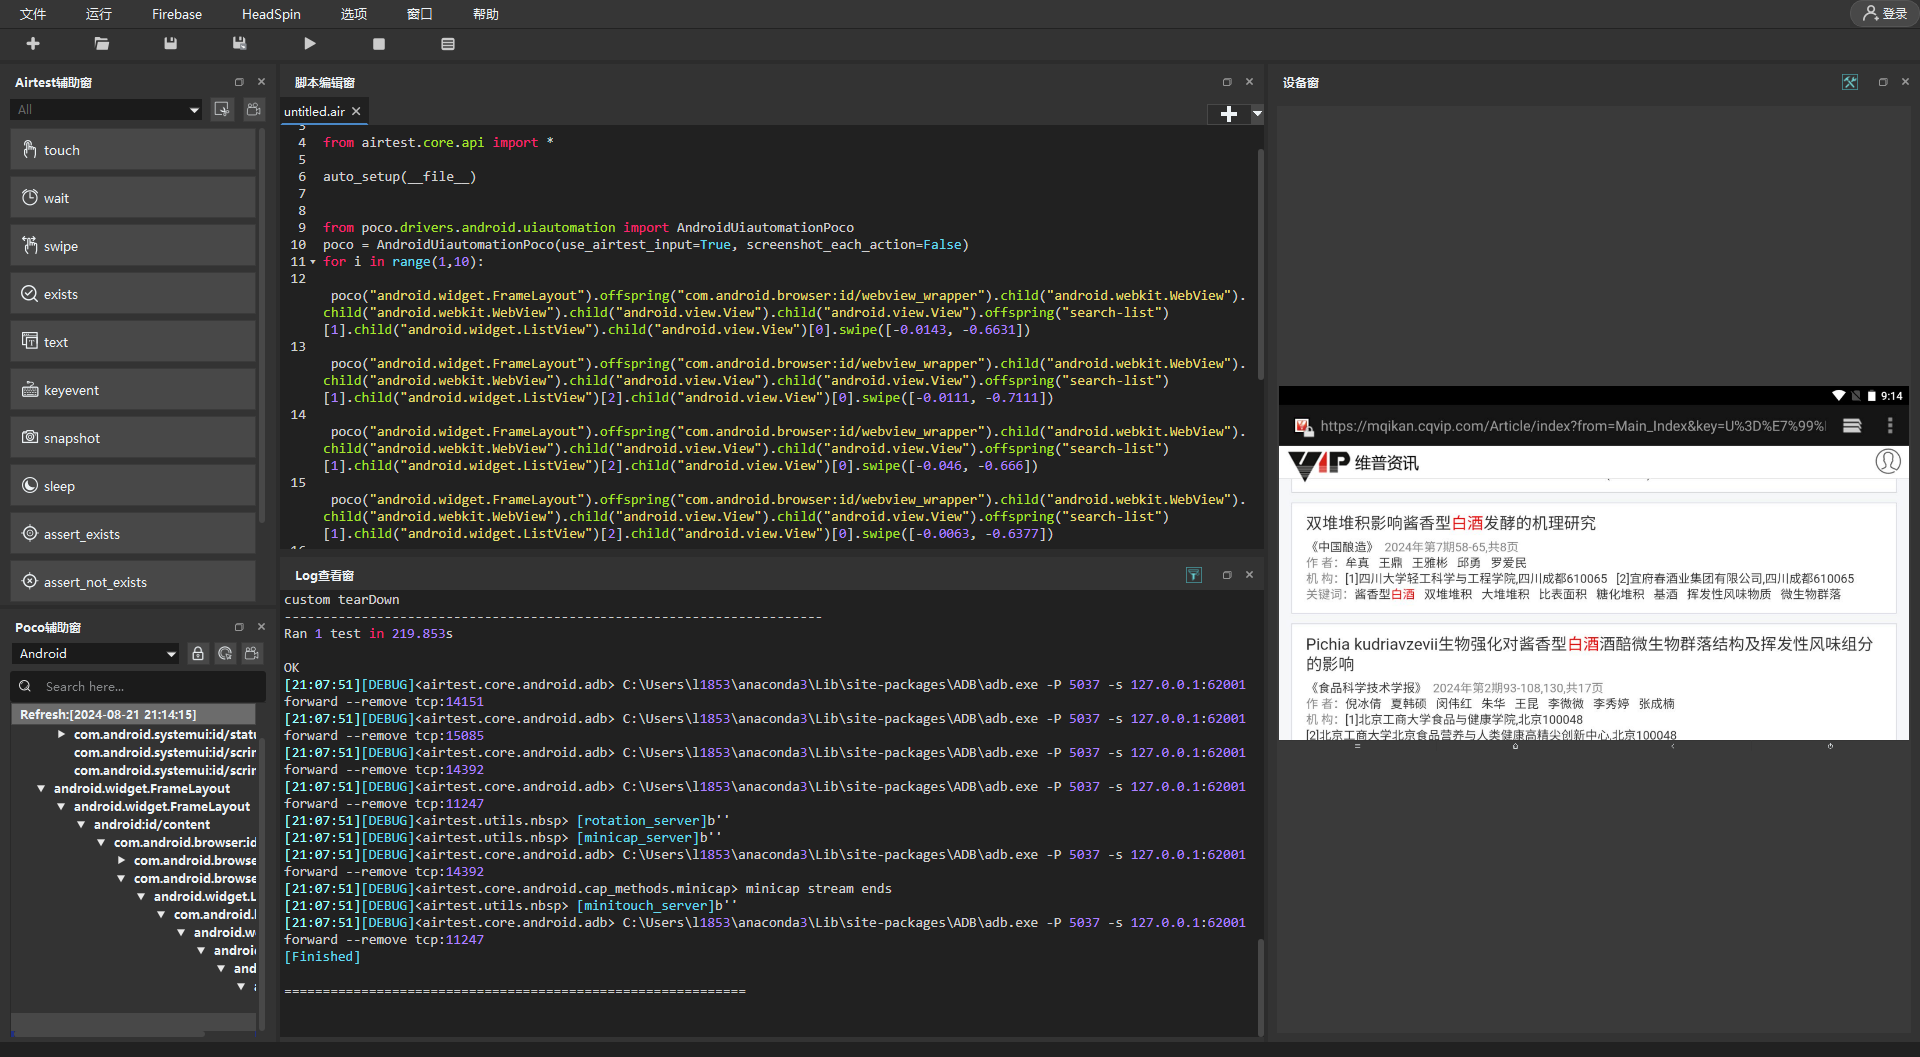 文件 运行 Firebase HeadSpin 选项 窗口 帮助 登录
Airtest辅助窗
All
touch
wait
swipe
exists
text
keyevent
snapshot
sleep
assert_exists
assert_not_exists
Poco辅助窗
Android
Search here...
Refresh:[2024-08-21 21:14:15]
com.android.systemui:id/statu
com.android.systemui:id/scrir
com.android.systemui:id/scrir
android.widget.FrameLayout
android.widget.FrameLayout
android:id/content
com.android.browser:id
com.android.browse
com.android.browse
android.widget.L
com.android.l
android.w
androi
and
脚本编辑窗
untitled.air
4 from airtest.core.api import *
5
6 auto_setup(__file__)
7
8
9 from poco.drivers.android.uiautomation import AndroidUiautomationPoco
10 poco = AndroidUiautomationPoco(use_airtest_input=True, screenshot_each_action=False)
11 for i in range(1,10):
12
poco("android.widget.FrameLayout").offspring("com.android.browser:id/webview_wrapper").child("android.webkit.WebView").
child("android.webkit.WebView").child("android.view.View").child("android.view.View").offspring("search-list")
[1].child("android.widget.ListView").child("android.view.View")[0].swipe([-0.0143, -0.6631])
13
poco("android.widget.FrameLayout").offspring("com.android.browser:id/webview_wrapper").child("android.webkit.WebView").
child("android.webkit.WebView").child("android.view.View").child("android.view.View").offspring("search-list")
[1].child("android.widget.ListView")[2].child("android.view.View")[0].swipe([-0.0111, -0.7111])
14
poco("android.widget.FrameLayout").offspring("com.android.browser:id/webview_wrapper").child("android.webkit.WebView").
child("android.webkit.WebView").child("android.view.View").child("android.view.View").offspring("search-list")
[1].child("android.widget.ListView")[2].child("android.view.View")[0].swipe([-0.046, -0.666])
15
poco("android.widget.FrameLayout").offspring("com.android.browser:id/webview_wrapper").child("android.webkit.WebView").
child("android.webkit.WebView").child("android.view.View").child("android.view.View").offspring("search-list")
[1].child("android.widget.ListView")[2].child("android.view.View")[0].swipe([-0.0063, -0.6377])
Log查看窗
custom tearDown
----------------------------------------------------------------------
Ran 1 test in 219.853s
OK
[21:07:51][DEBUG]<airtest.core.android.adb> C:\Users\l1853\anaconda3\Lib\site-packages\ADB\adb.exe -P 5037 -s 127.0.0.1:62001
forward --remove tcp:14151
[21:07:51][DEBUG]<airtest.core.android.adb> C:\Users\l1853\anaconda3\Lib\site-packages\ADB\adb.exe -P 5037 -s 127.0.0.1:62001
forward --remove tcp:15085
[21:07:51][DEBUG]<airtest.core.android.adb> C:\Users\l1853\anaconda3\Lib\site-packages\ADB\adb.exe -P 5037 -s 127.0.0.1:62001
forward --remove tcp:14392
[21:07:51][DEBUG]<airtest.core.android.adb> C:\Users\l1853\anaconda3\Lib\site-packages\ADB\adb.exe -P 5037 -s 127.0.0.1:62001
forward --remove tcp:11247
[21:07:51][DEBUG]<airtest.utils.nbsp> [rotation_server]b''
[21:07:51][DEBUG]<airtest.utils.nbsp> [minicap_server]b''
[21:07:51][DEBUG]<airtest.core.android.adb> C:\Users\l1853\anaconda3\Lib\site-packages\ADB\adb.exe -P 5037 -s 127.0.0.1:62001
forward --remove tcp:14392
[21:07:51][DEBUG]<airtest.core.android.cap_methods.minicap> minicap stream ends
[21:07:51][DEBUG]<airtest.utils.nbsp> [minitouch_server]b''
[21:07:51][DEBUG]<airtest.core.android.adb> C:\Users\l1853\anaconda3\Lib\site-packages\ADB\adb.exe -P 5037 -s 127.0.0.1:62001
forward --remove tcp:11247
[Finished]
============================================================
设备窗
9:14
https://mqikan.cqvip.com/Article/index?from=Main_Index&key=U%3D%E7%99%
VIP 维普资讯
双堆堆积影响酱香型白酒发酵的机理研究
《中国酿造》 2024年第7期58-65,共8页
作者: 牟真 王鼎 王雅彬 邱勇 罗爱民
机构: [1]四川大学轻工科学与工程学院,四川成都610065 [2]宜府春酒业集团有限公司,四川成都610065
关键词: 酱香型白酒 双堆堆积 大堆堆积 比表面积 糖化堆积 基酒 挥发性风味物质 微生物群落
Pichia kudriavzevii生物强化对酱香型白酒酒醅微生物群落结构及挥发性风味组分
的影响
《食品科学技术学报》 2024年第2期93-108,130,共17页
作者: 倪冰倩 夏韩硕 闵伟红 朱华 王昆 李微微 李秀婷 张成楠
机构: [1]北京工商大学食品与健康学院,北京100048
[2]北京工商大学北京食品营养与人类健康高精尖创新中心,北京100048